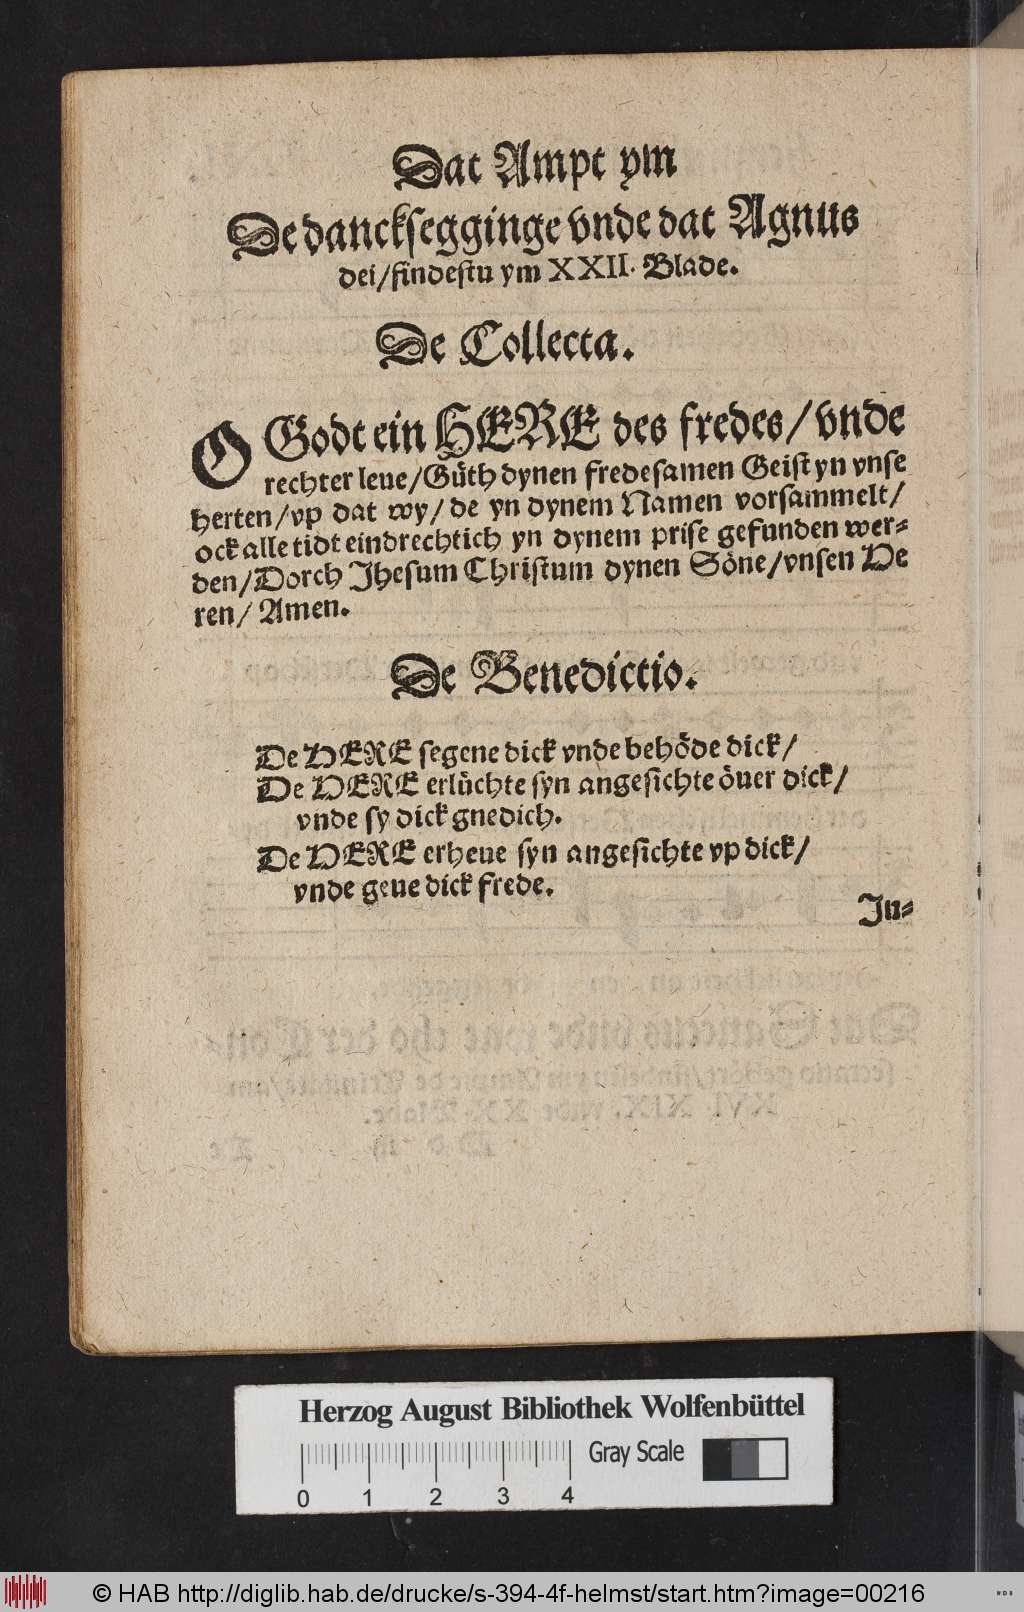 Dat Ampt ym
De danckſegginge vnde dat Agnus
dei/findeſtu ym XXII. Blade.
De Collecta.
O Godt ein HERE des fredes/vnde
rechter leue/Güth dynen fredesamen Geiſt yn vnſe
herten/vp dat wy/de yn dynem Namen vorſammelt/
ock alle tidt eindrechtich yn dynem priſe gefunden wer⸗
den/Dorch Jheſum Chriſtum dynen Söne/vnſen He
ren/ Amen.
De Benedictio.
De HERE ſegene dick vnde behöde dick/
De HERE erlüchte ſyn angeſichte öuer dick/
vnde ſy dick gnedich.
De HERE erheue ſyn angeſichte vp dick/
vnde geue dick frede.
Jn⸗
Herzog August Bibliothek Wolfenbüttel
Gray Scale
0 1 2 3 4
© HAB http://diglib.hab.de/drucke/s-394-4f-helmst/start.htm?image=00216